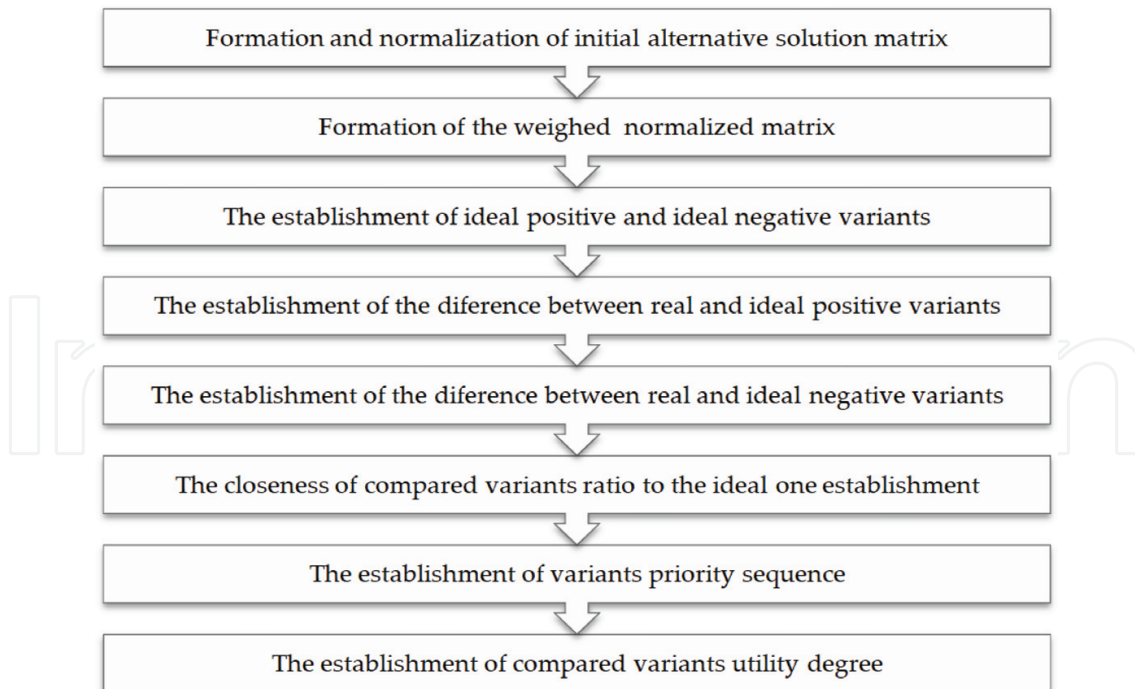 Formation and normalization of initial alternative solution matrix
Formation of the weighed normalized matrix
The establishment of ideal positive and ideal negative variants
The establishment of the diference between real and ideal positive variants
The establishment of the diference between real and ideal negative variants
The closeness of compared variants ratio to the ideal one establishment
The establishment of variants priority sequence
The establishment of compared variants utility degree